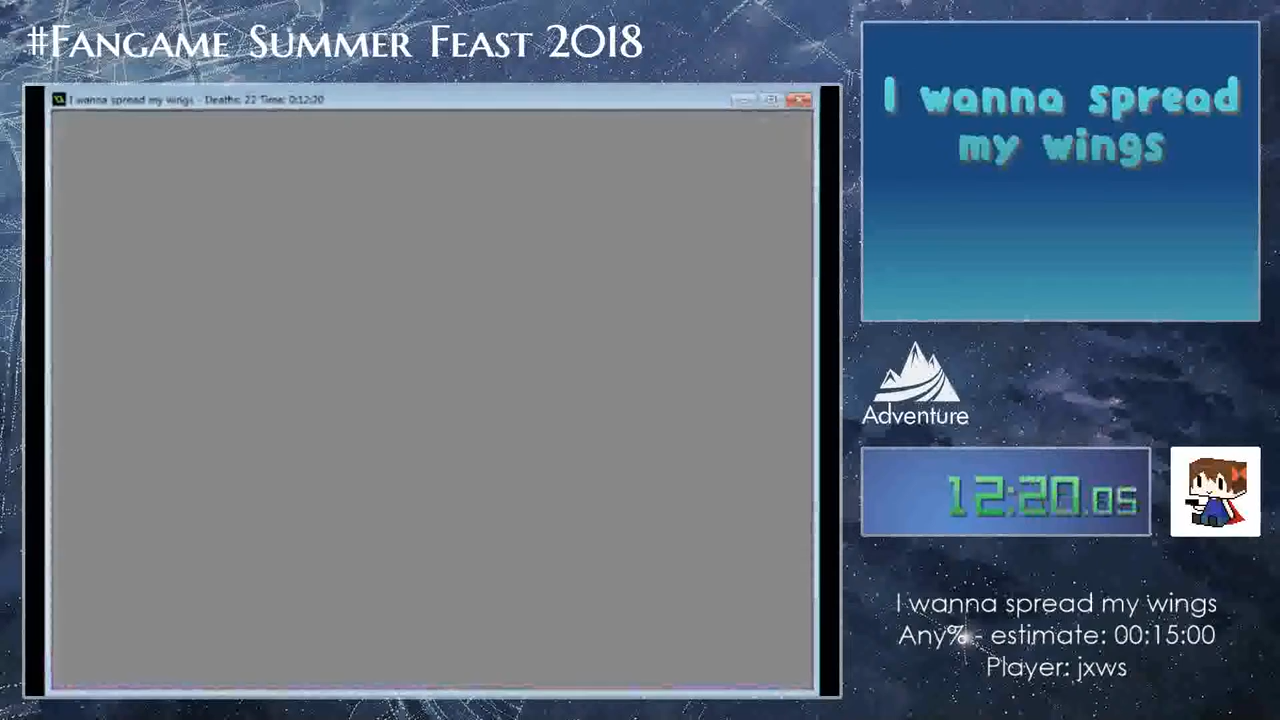 #Fangame Summer Feast 2018
I wanna spread my wings - Deaths: 22 Time: 0:12:20
I wanna spread
my wings
Adventure
12:20.05
I wanna spread my wings
Any% - estimate: 00:15:00
Player: jxws